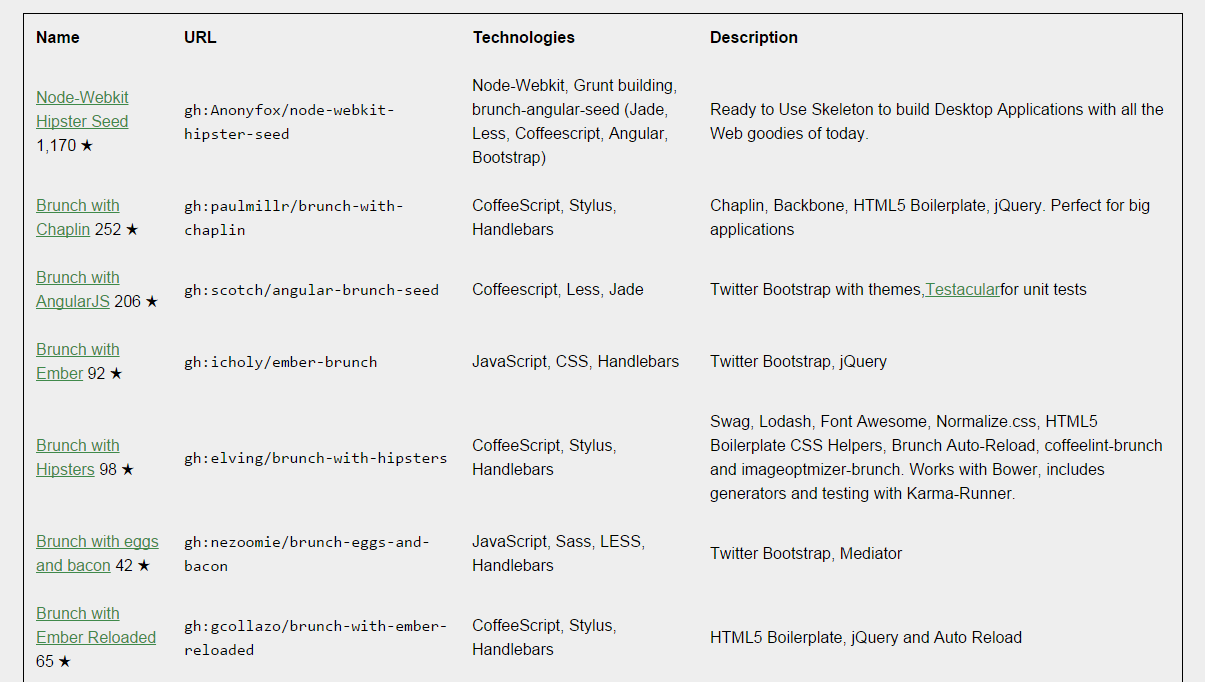 Name URL Technologies Description
Node-Webkit
Hipster Seed
1,170 ★
gh:Anonyfox/node-webkit-
hipster-seed
Node-Webkit, Grunt building,
brunch-angular-seed (Jade,
Less, Coffeescript, Angular,
Bootstrap)
Ready to Use Skeleton to build Desktop Applications with all the
Web goodies of today.
Brunch with
Chaplin 252 ★
gh:paulmillr/brunch-with-
chaplin
CoffeeScript, Stylus,
Handlebars
Chaplin, Backbone, HTML5 Boilerplate, jQuery. Perfect for big
applications
Brunch with
AngularJS 206 ★
gh:scotch/angular-brunch-seed
Coffeescript, Less, Jade
Twitter Bootstrap with themes,Testacularfor unit tests
Brunch with
Ember 92 ★
gh:icholy/ember-brunch
JavaScript, CSS, Handlebars
Twitter Bootstrap, jQuery
Brunch with
Hipsters 98 ★
gh:elving/brunch-with-hipsters
CoffeeScript, Stylus,
Handlebars
Swag, Lodash, Font Awesome, Normalize.css, HTML5
Boilerplate CSS Helpers, Brunch Auto-Reload, coffeelint-brunch
and imageoptmizer-brunch. Works with Bower, includes
generators and testing with Karma-Runner.
Brunch with eggs
and bacon 42 ★
gh:nezoomie/brunch-eggs-and-
bacon
JavaScript, Sass, LESS,
Handlebars
Twitter Bootstrap, Mediator
Brunch with
Ember Reloaded
65 ★
gh:gcollazo/brunch-with-ember-
reloaded
CoffeeScript, Stylus,
Handlebars
HTML5 Boilerplate, jQuery and Auto Reload